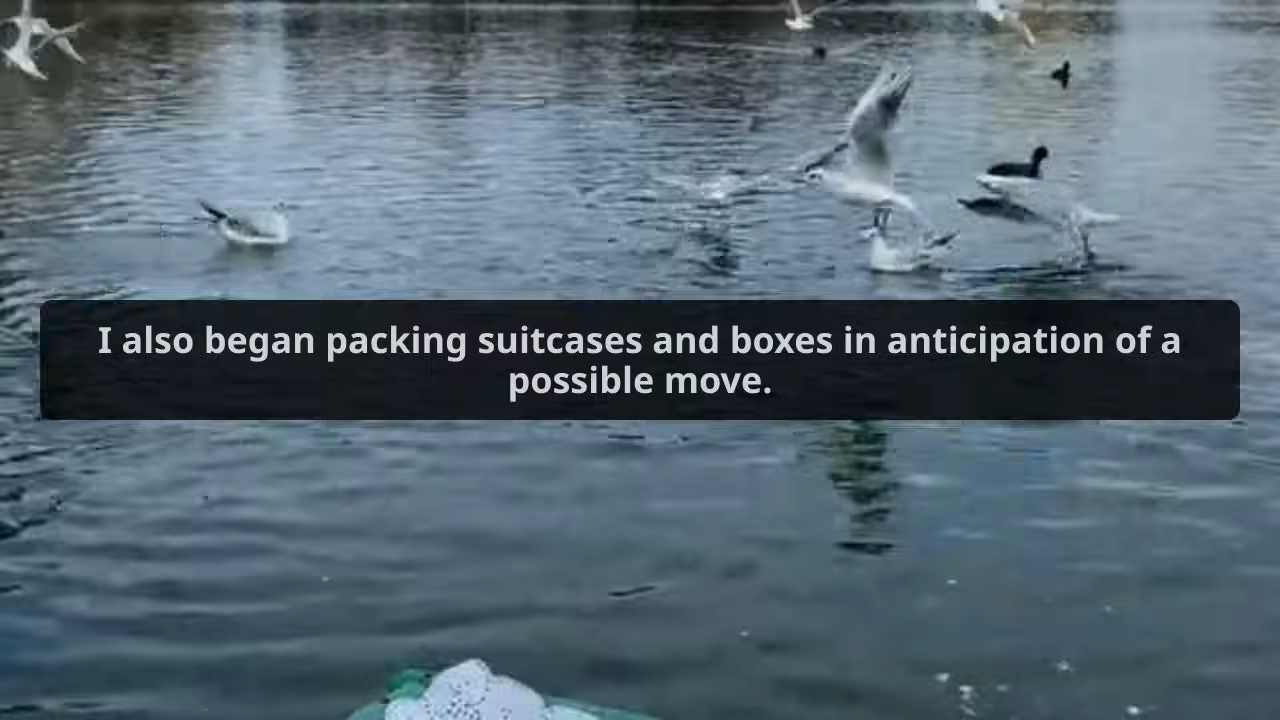 I also began packing suitcases and boxes in anticipation of a
possible move.